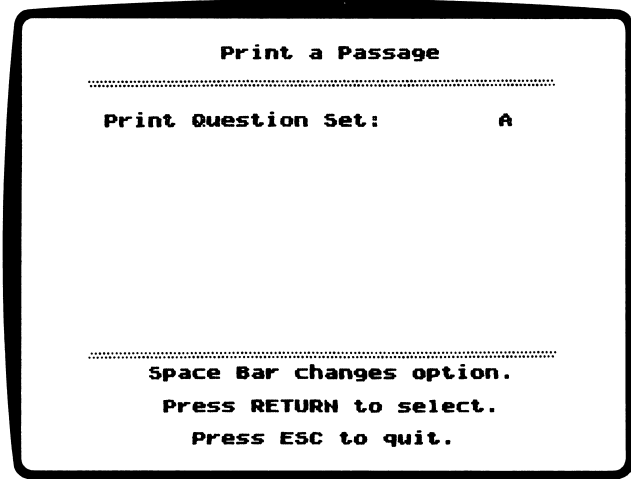 Print a Passage
Print Question Set: A
Space Bar changes option.
Press RETURN to select.
Press ESC to quit.